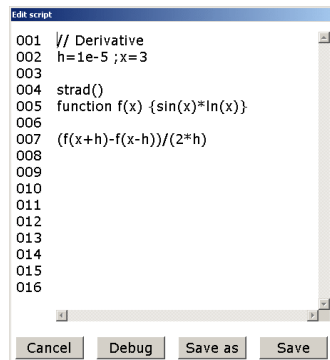 Edit script
001 // Derivative
002 h=1e-5 ;x=3
003
004 strad()
005 function f(x) {sin(x)*ln(x)}
006
007 (f(x+h)-f(x-h))/(2*h)
008
009
010
011
012
013
014
015
016
Cancel Debug Save as Save